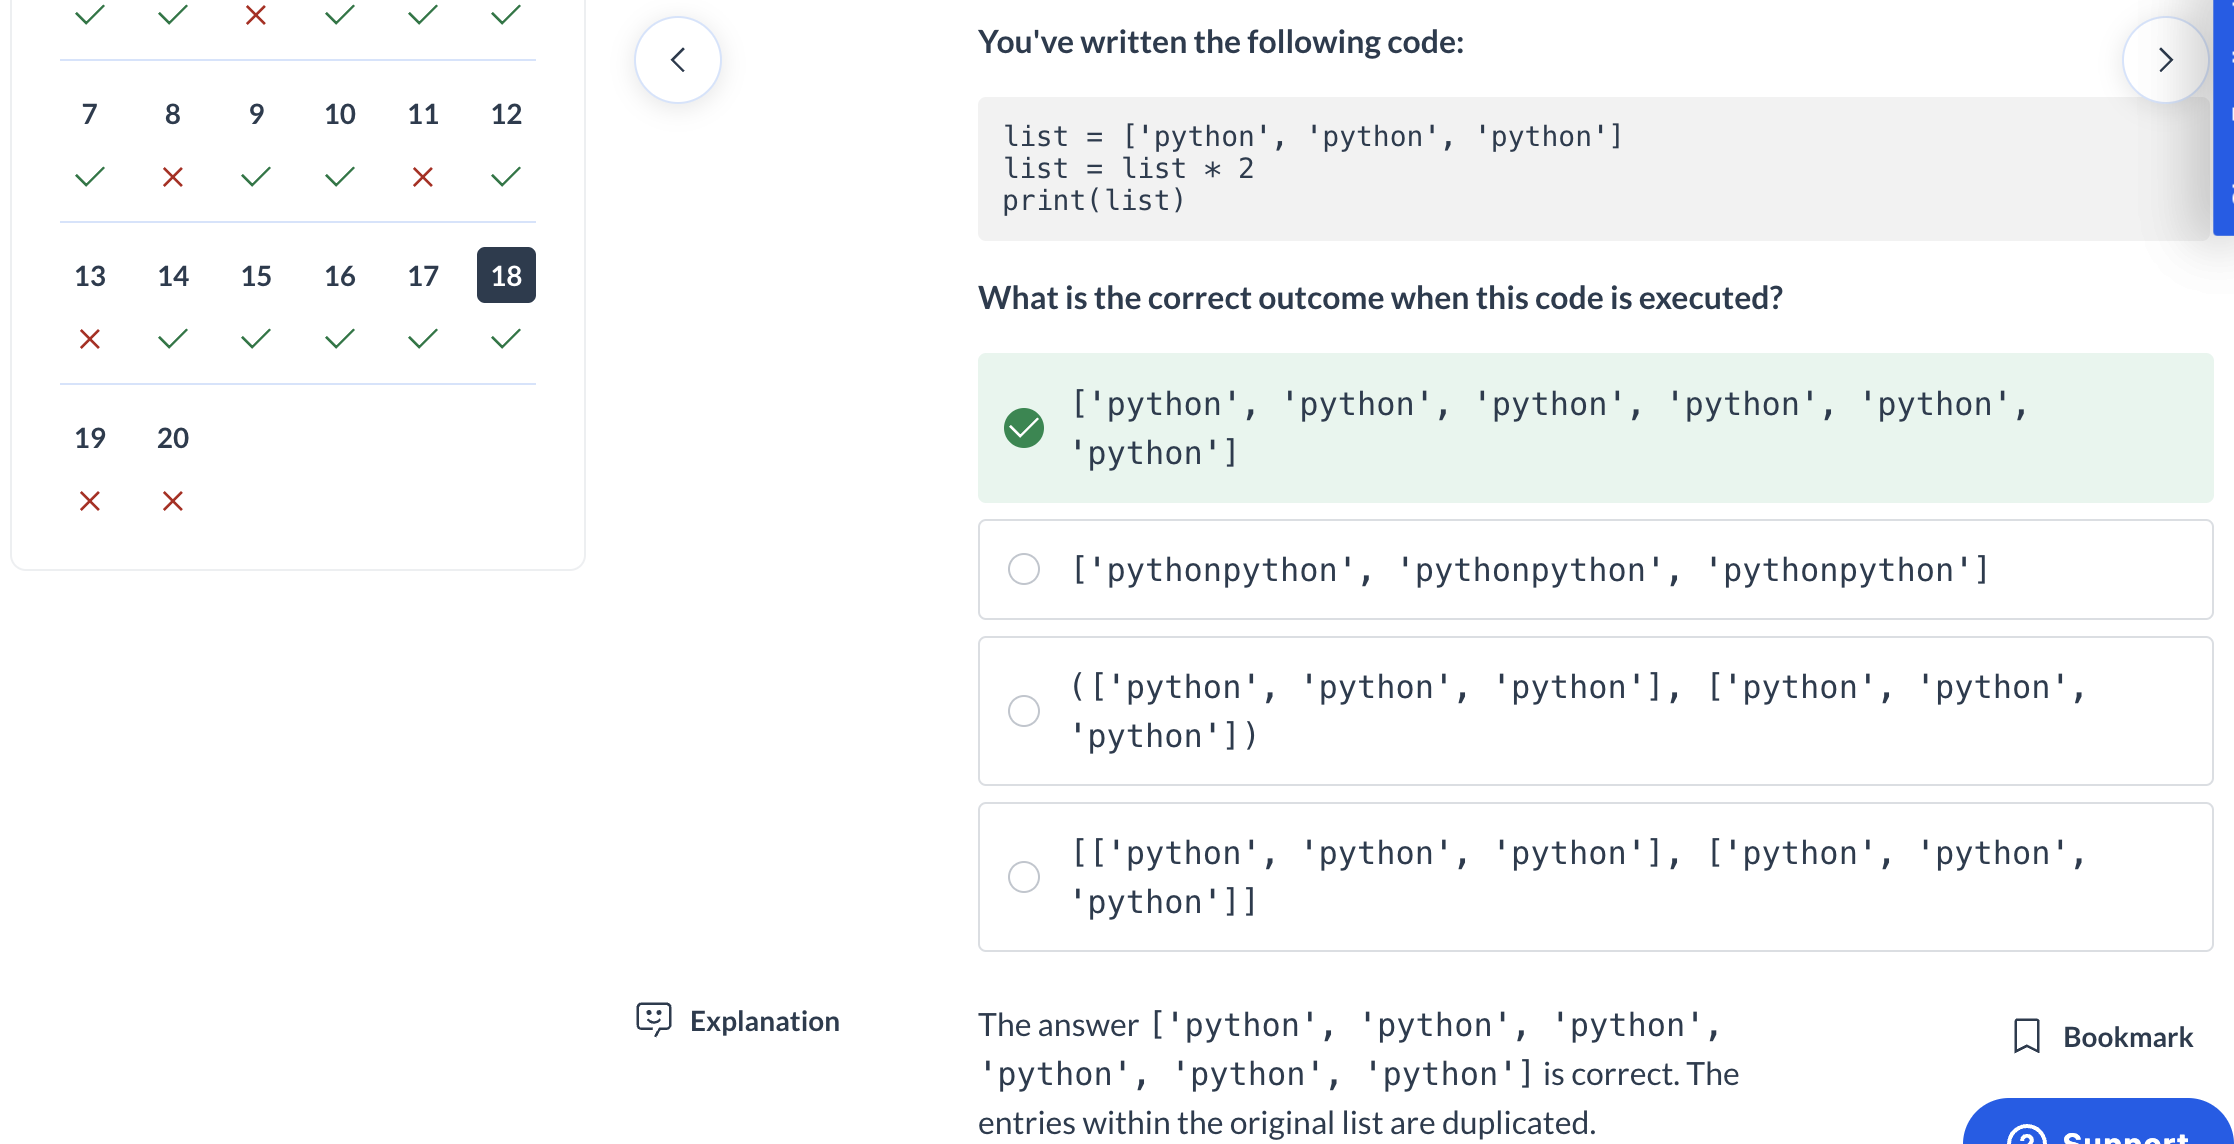 7 8 9 10 11 12
13 14 15 16 17 18
19 20
You've written the following code:
list = ['python', 'python', 'python']
list = list * 2
print(list)
What is the correct outcome when this code is executed?
['python', 'python', 'python', 'python', 'python',
'python']
['pythonpython', 'pythonpython', 'pythonpython']
(['python', 'python', 'python'], ['python', 'python',
'python'])
[['python', 'python', 'python'], ['python', 'python',
'python']]
Explanation
The answer ['python', 'python', 'python',
'python', 'python', 'python'] is correct. The
entries within the original list are duplicated.
Bookmark
Support